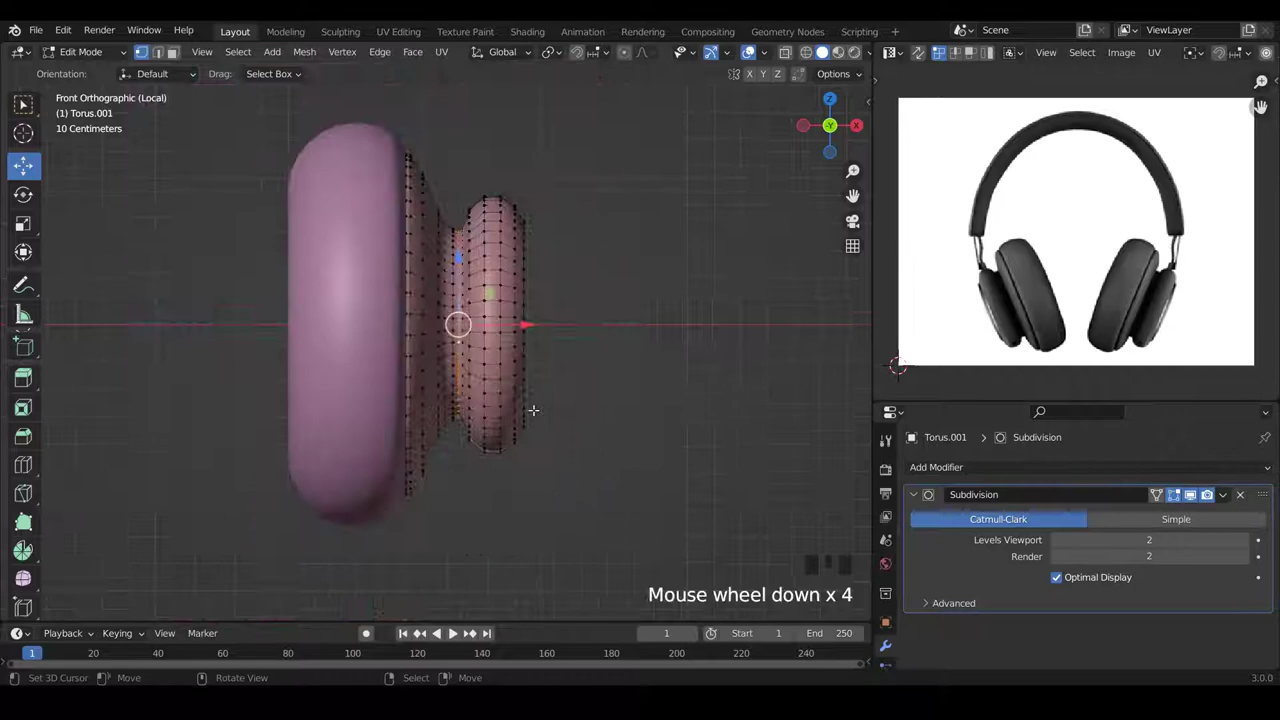 File Edit Render Window Help Layout Modeling Sculpting UV Editing Texture Paint Shading Animation Rendering Compositing Geometry Nodes Scripting Scene ViewLayer
Edit Mode View Select Add Mesh Vertex Edge Face UV Global View Select Image UV
Orientation: Default Drag: Select Box X Y Z Options
Front Orthographic (Local)
(1) Torus.001
10 Centimeters
Z
X
-Y
Torus.001 Subdivision
Add Modifier
Subdivision
Catmull-Clark Simple
Levels Viewport 2
Render 2
Optimal Display
Advanced
Mouse wheel down x 4
Playback Keying View Marker 1 Start 1 End 250
1 20 40 60 80 100 120 140 160 180 200 220 240
Set 3D Cursor Move Rotate View Select Move 3.0.0